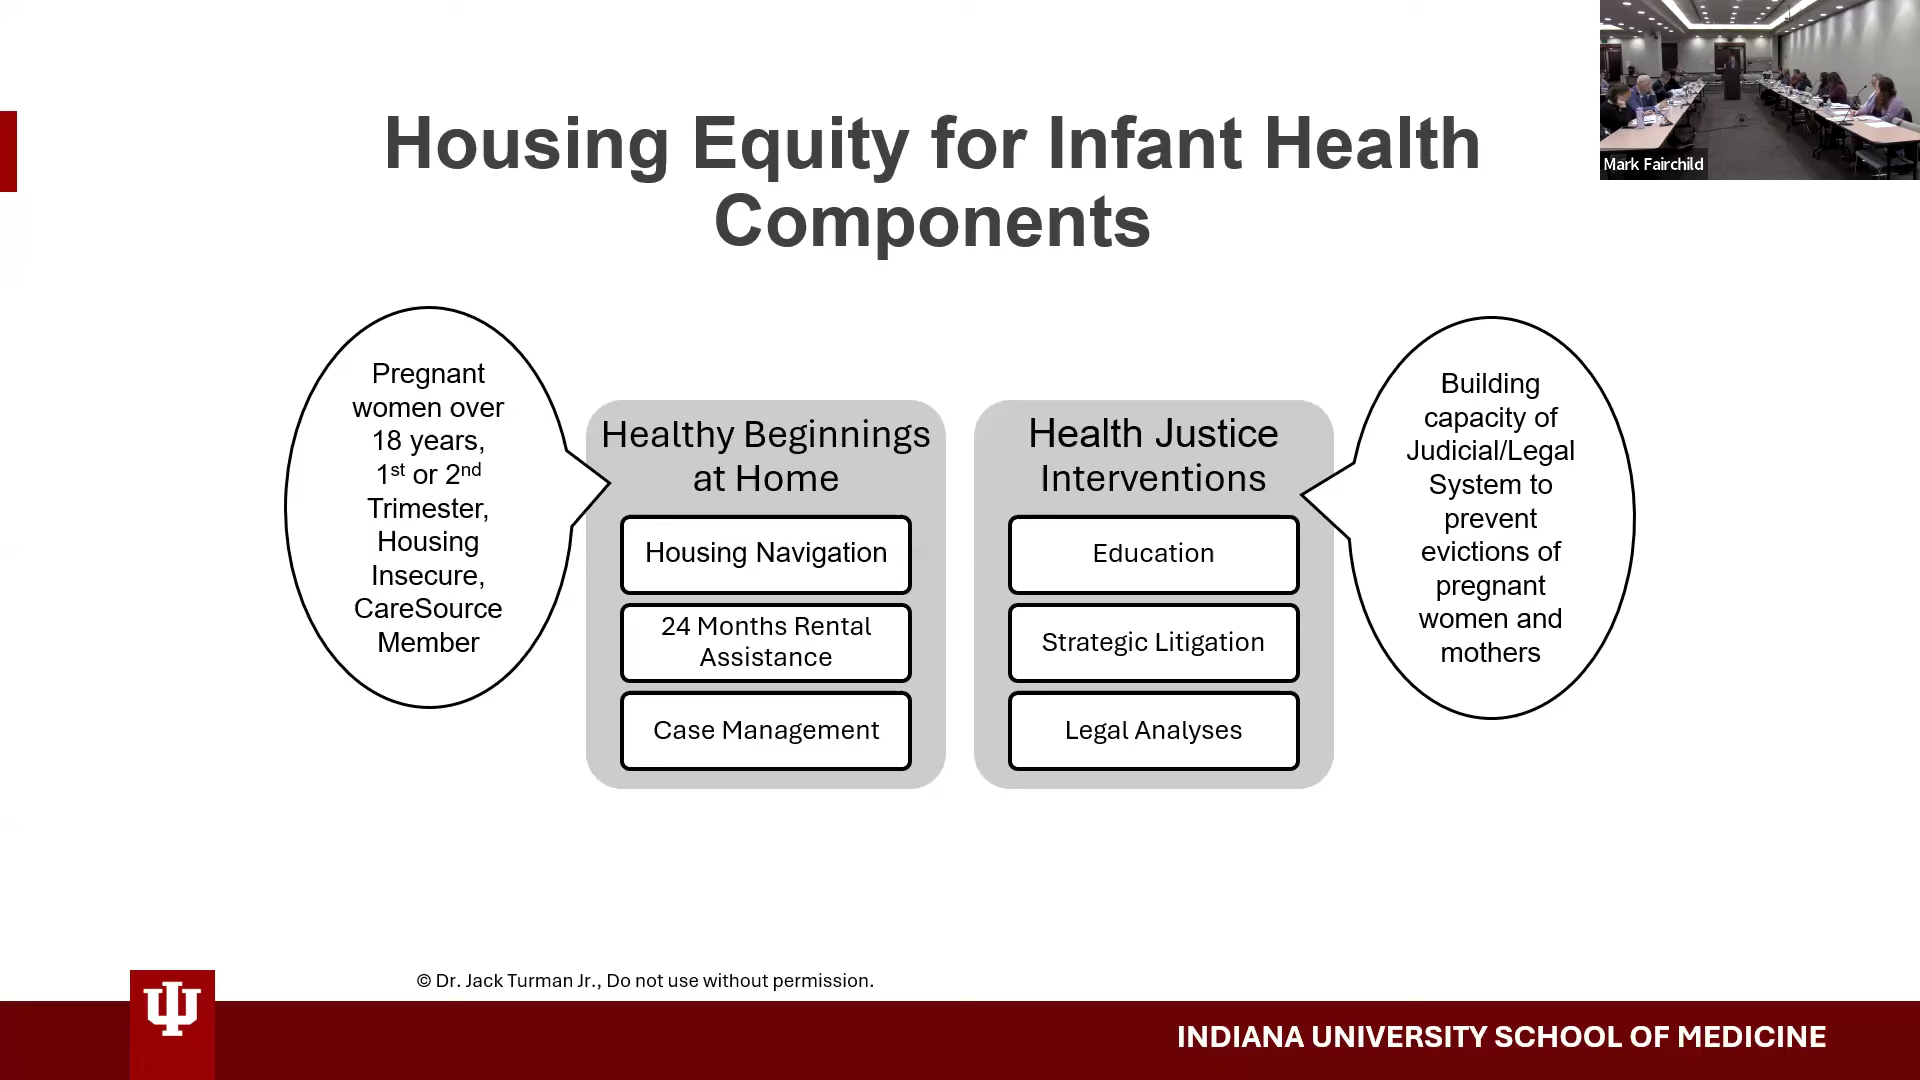 Housing Equity for Infant Health
Components
Mark Fairchild
Pregnant
women over
18 years,
1st or 2nd
Trimester,
Housing
Insecure,
CareSource
Member
Healthy Beginnings
at Home
Housing Navigation
24 Months Rental
Assistance
Case Management
Health Justice
Interventions
Education
Strategic Litigation
Legal Analyses
Building
capacity of
Judicial/Legal
System to
prevent
evictions of
pregnant
women and
mothers
© Dr. Jack Turman Jr., Do not use without permission.
INDIANA UNIVERSITY SCHOOL OF MEDICINE